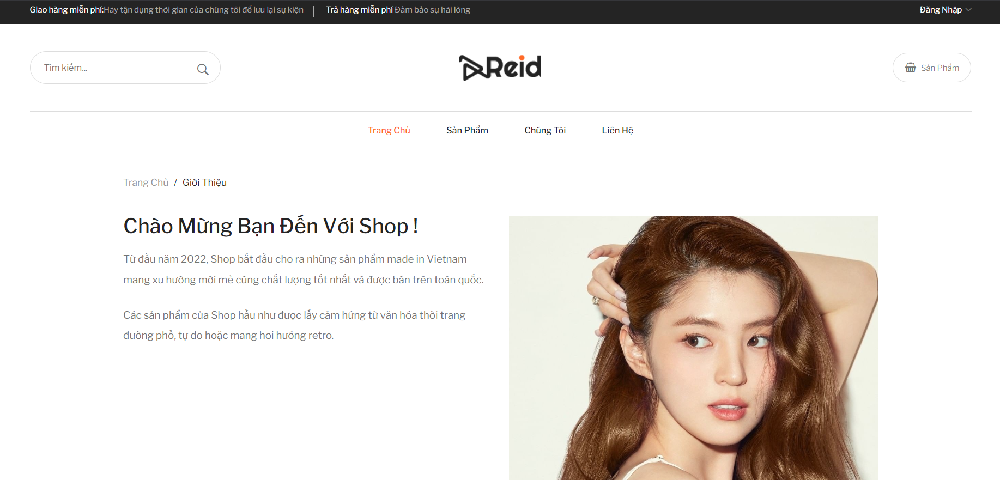 Giao hàng miễn phí:Hãy tận dụng thời gian của chúng tôi để lưu lại sự kiện
Trả hàng miễn phí Đảm bảo sự hài lòng
Đăng Nhập
Tìm kiếm...
Reid
Sản Phẩm
Trang Chủ
Sản Phẩm
Chúng Tôi
Liên Hệ
Trang Chủ / Giới Thiệu
Chào Mừng Bạn Đến Với Shop !
Từ đầu năm 2022, Shop bắt đầu cho ra những sản phẩm made in Vietnam
mang xu hướng mới mẻ cùng chất lượng tốt nhất và được bán trên toàn quốc.
Các sản phẩm của Shop hầu như được lấy cảm hứng từ văn hóa thời trang
đường phố, tự do hoặc mang hơi hướng retro.